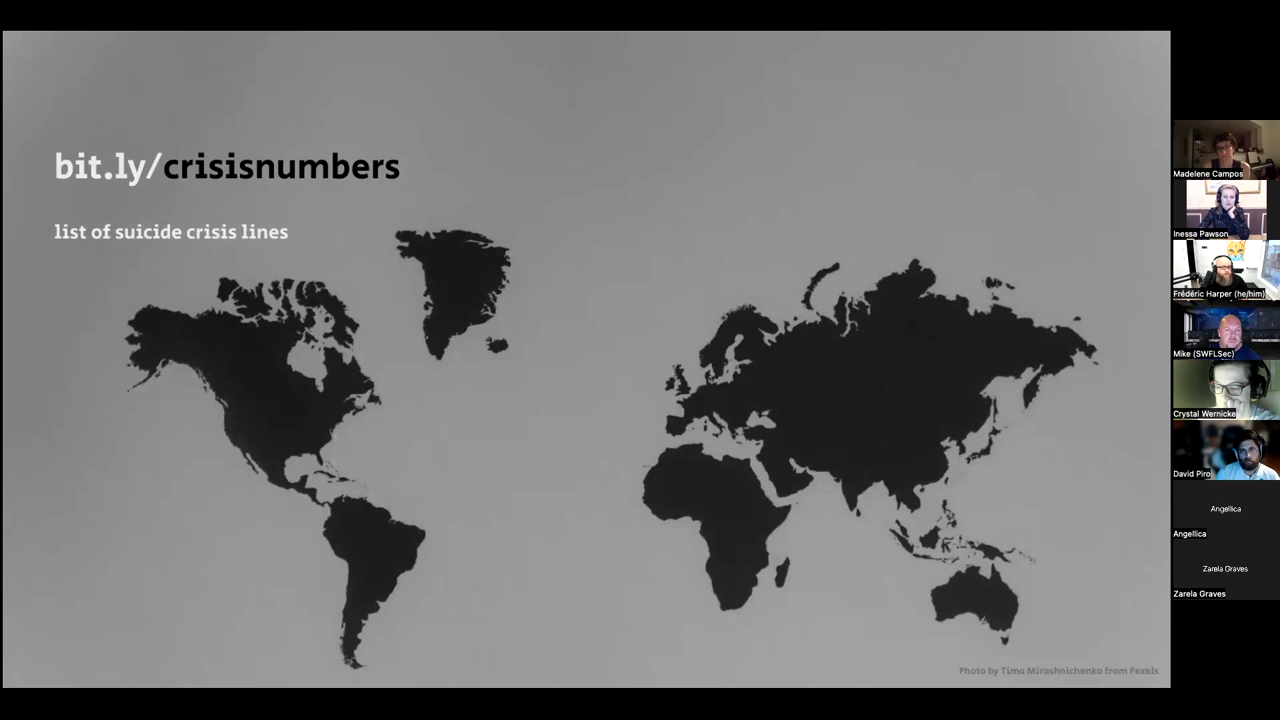 bit.ly/crisisnumbers
list of suicide crisis lines
Photo by Tima Miroshnichenko from Pexels
Madelene Campos
Inessa Pawson
Frédéric Harper (he/him)
Mike (SWFLSec)
Crystal Wernicke
David Piro
Angellica
Angellica
Zarela Graves
Zarela Graves